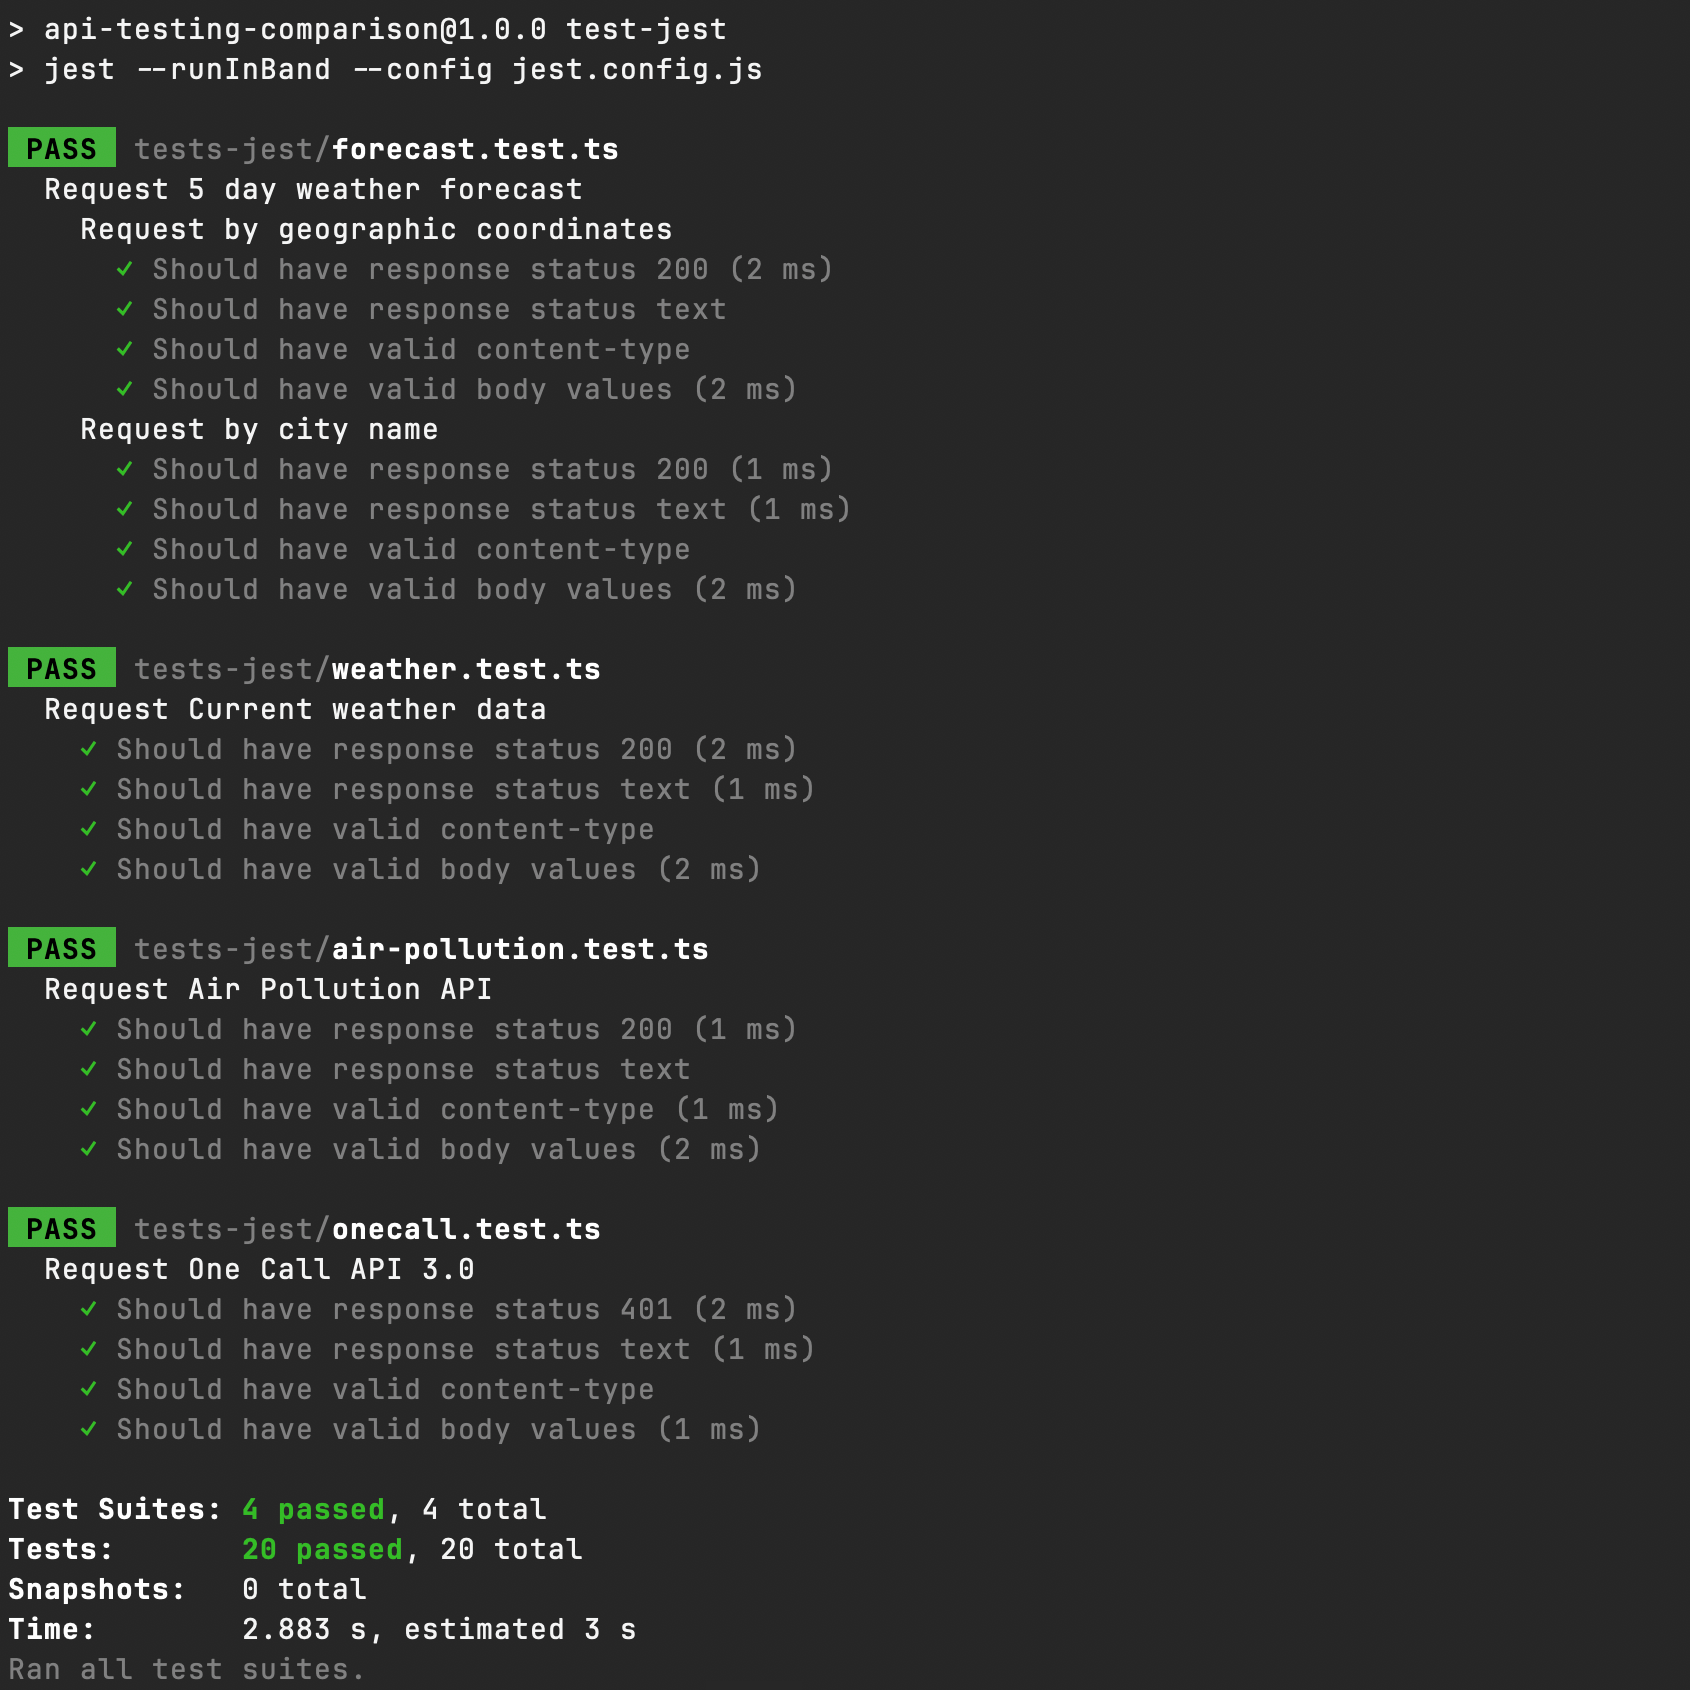 > api-testing-comparison@1.0.0 test-jest
> jest --runInBand --config jest.config.js
PASS tests-jest/forecast.test.ts
Request 5 day weather forecast
Request by geographic coordinates
✓ Should have response status 200 (2 ms)
✓ Should have response status text
✓ Should have valid content-type
✓ Should have valid body values (2 ms)
Request by city name
✓ Should have response status 200 (1 ms)
✓ Should have response status text (1 ms)
✓ Should have valid content-type
✓ Should have valid body values (2 ms)
PASS tests-jest/weather.test.ts
Request Current weather data
✓ Should have response status 200 (2 ms)
✓ Should have response status text (1 ms)
✓ Should have valid content-type
✓ Should have valid body values (2 ms)
PASS tests-jest/air-pollution.test.ts
Request Air Pollution API
✓ Should have response status 200 (1 ms)
✓ Should have response status text
✓ Should have valid content-type (1 ms)
✓ Should have valid body values (2 ms)
PASS tests-jest/onecall.test.ts
Request One Call API 3.0
✓ Should have response status 401 (2 ms)
✓ Should have response status text (1 ms)
✓ Should have valid content-type
✓ Should have valid body values (1 ms)
Test Suites: 4 passed, 4 total
Tests: 20 passed, 20 total
Snapshots: 0 total
Time: 2.883 s, estimated 3 s
Ran all test suites.